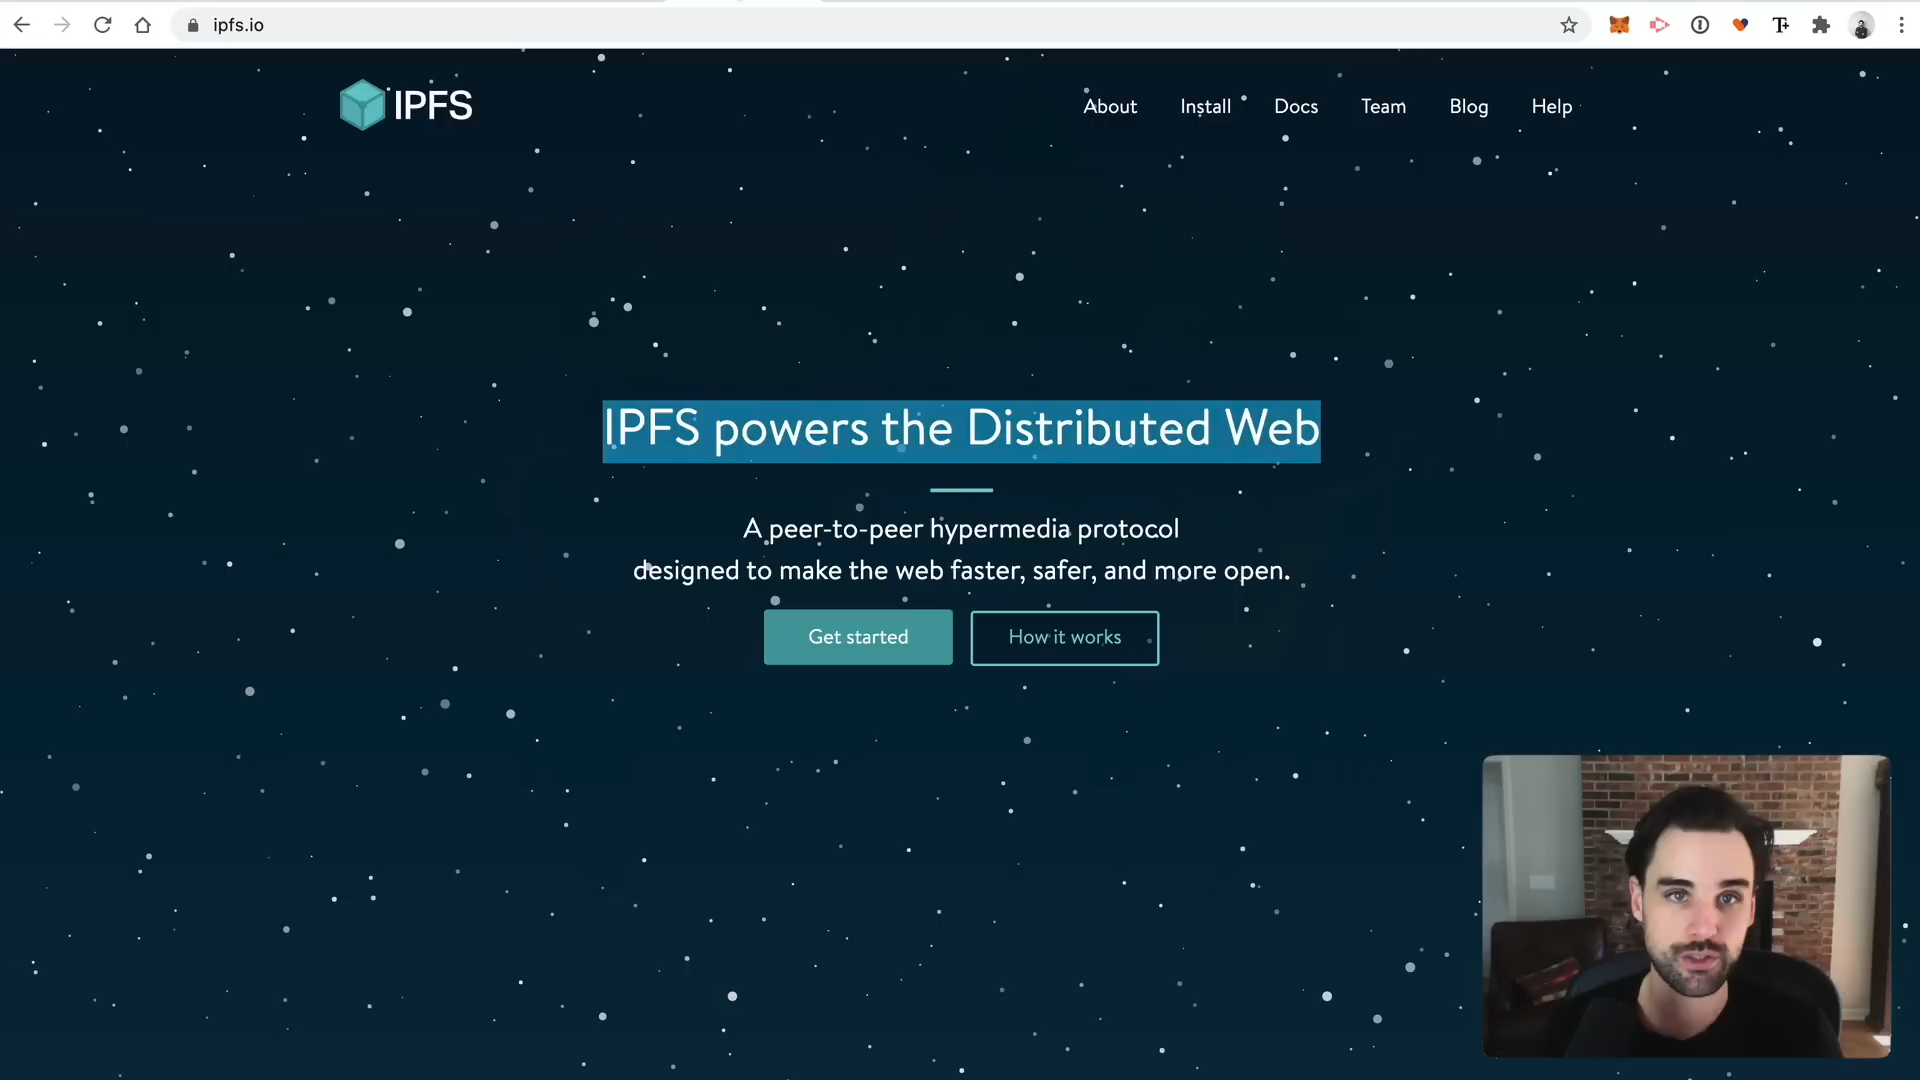 ipfs.io
IPFS
About
Install
Docs
Team
Blog
Help
IPFS powers the Distributed Web
A peer-to-peer hypermedia protocol
designed to make the web faster, safer, and more open.
Get started
How it works